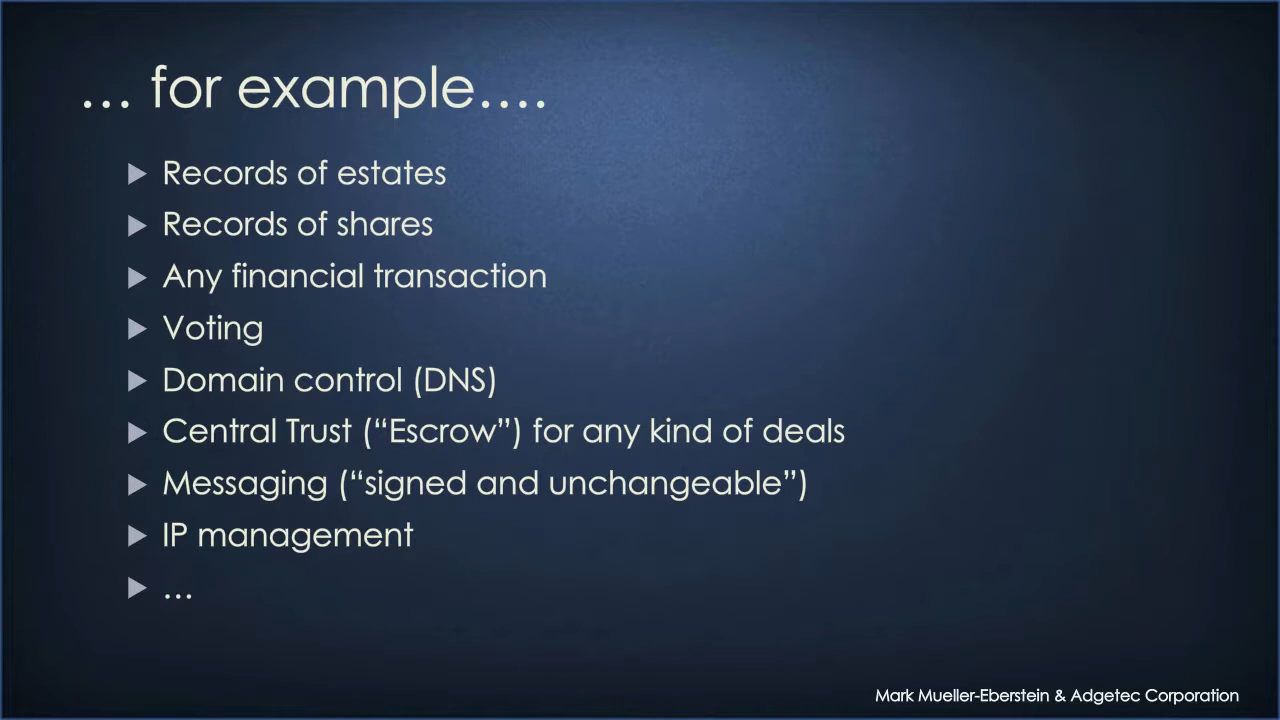 … for example….
Records of estates
Records of shares
Any financial transaction
Voting
Domain control (DNS)
Central Trust (“Escrow”) for any kind of deals
Messaging (“signed and unchangeable”)
IP management
…
Mark Mueller-Eberstein & Adgetec Corporation